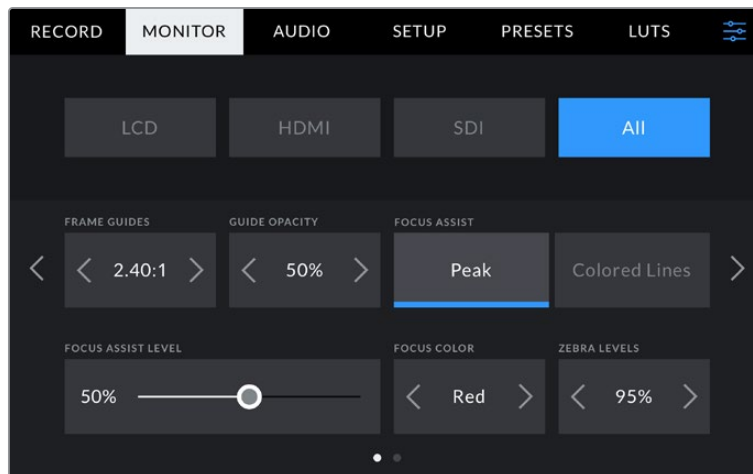 RECORD MONITOR AUDIO SETUP PRESETS LUTS
LCD HDMI SDI All
FRAME GUIDES GUIDE OPACITY FOCUS ASSIST
2.40:1 50% Peak Colored Lines
FOCUS ASSIST LEVEL FOCUS COLOR ZEBRA LEVELS
50% Red 95%